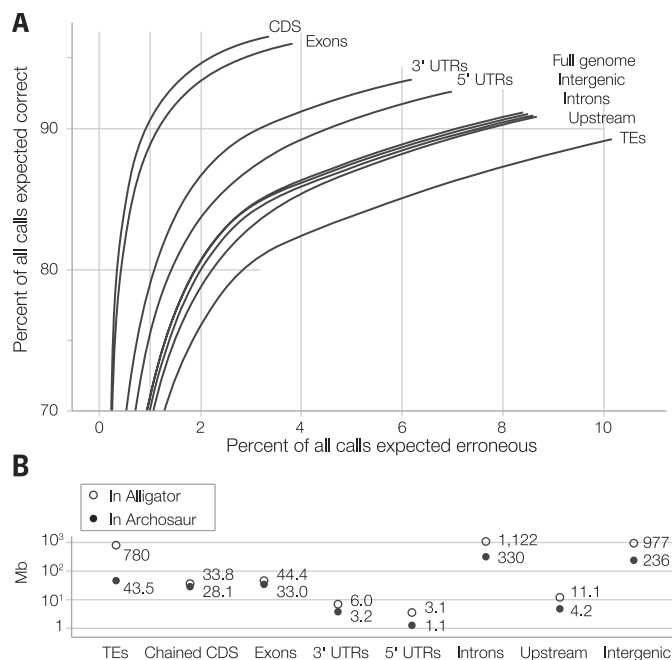 A
CDS
Exons
3' UTRs
5' UTRs
Full genome
Intergenic
Introns
Upstream
TEs
Percent of all calls expected correct
90
80
70
0 2 4 6 8 10
Percent of all calls expected erroneous
B
In Alligator
In Archosaur
Mb
10³
10²
10¹
1
780
43.5
33.8
28.1
44.4
33.0
6.0
3.2
3.1
1.1
1,122
330
11.1
4.2
977
236
TEs Chained CDS Exons 3' UTRs 5' UTRs Introns Upstream Intergenic